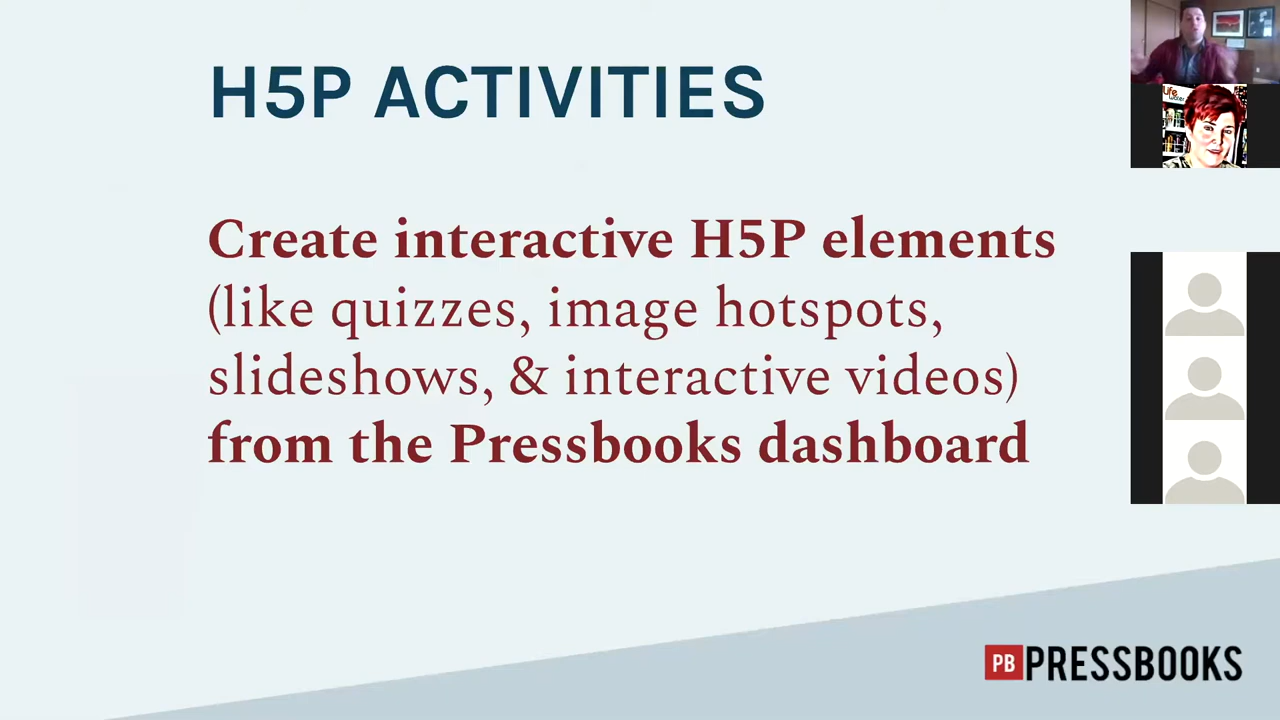 H5P ACTIVITIES
Create interactive H5P elements
(like quizzes, image hotspots,
slideshows, & interactive videos)
from the Pressbooks dashboard
PB PRESSBOOKS